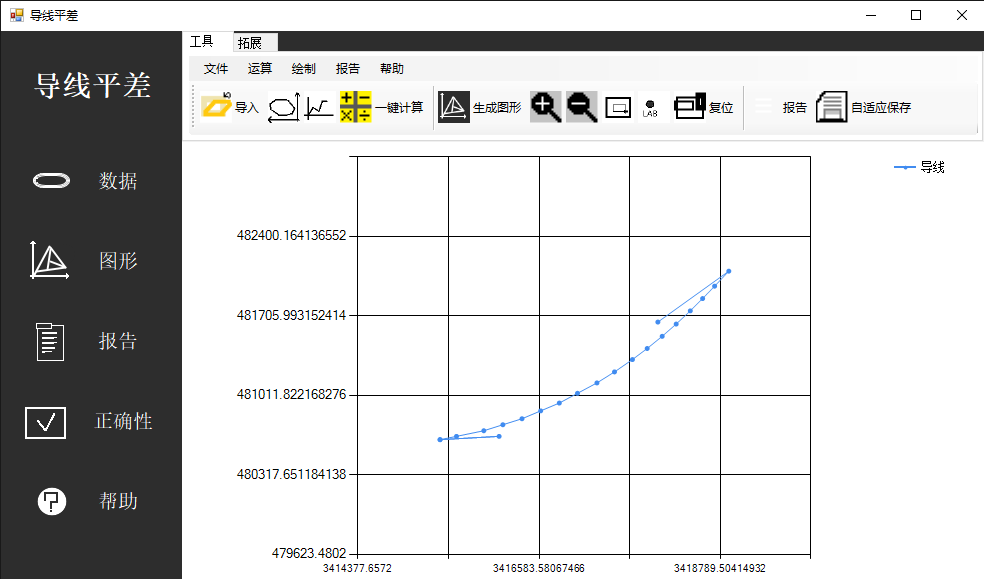 导线平差
工具 拓展
文件 运算 绘制 报告 帮助
导入 一键计算 生成图形 LAB 复位 报告 自适应保存
导线平差
数据
图形
报告
正确性
帮助
导线
482400.164136552
481705.993152414
481011.822168276
480317.651184138
479623.4802
3414377.6572 3416583.58067466 3418789.50414932